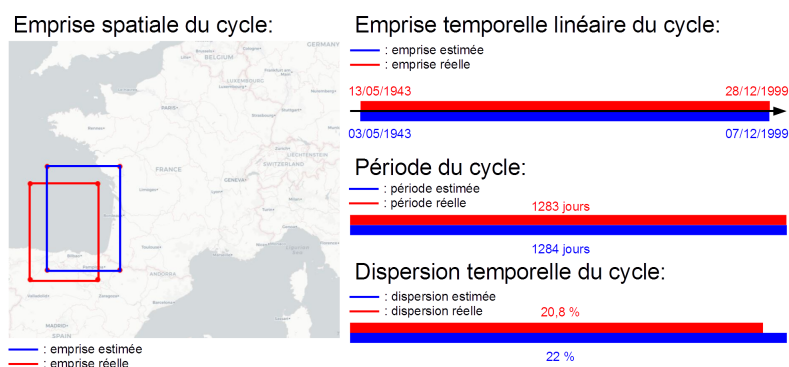 Emprise spatiale du cycle:
BELGIUM
GERMANY
LUXEMBOURG
PARIS
FRANCE
LIECHTENSTEIN
SWITZERLAND
GENEVA
ANDORRA
MADRID
SPAIN
: emprise estimée
: emprise réelle
Emprise temporelle linéaire du cycle:
: emprise estimée
: emprise réelle
13/05/1943 28/12/1999
03/05/1943 07/12/1999
Période du cycle:
: période estimée
: période réelle
1283 jours
1284 jours
Dispersion temporelle du cycle:
: dispersion estimée
: dispersion réelle
20,8 %
22 %